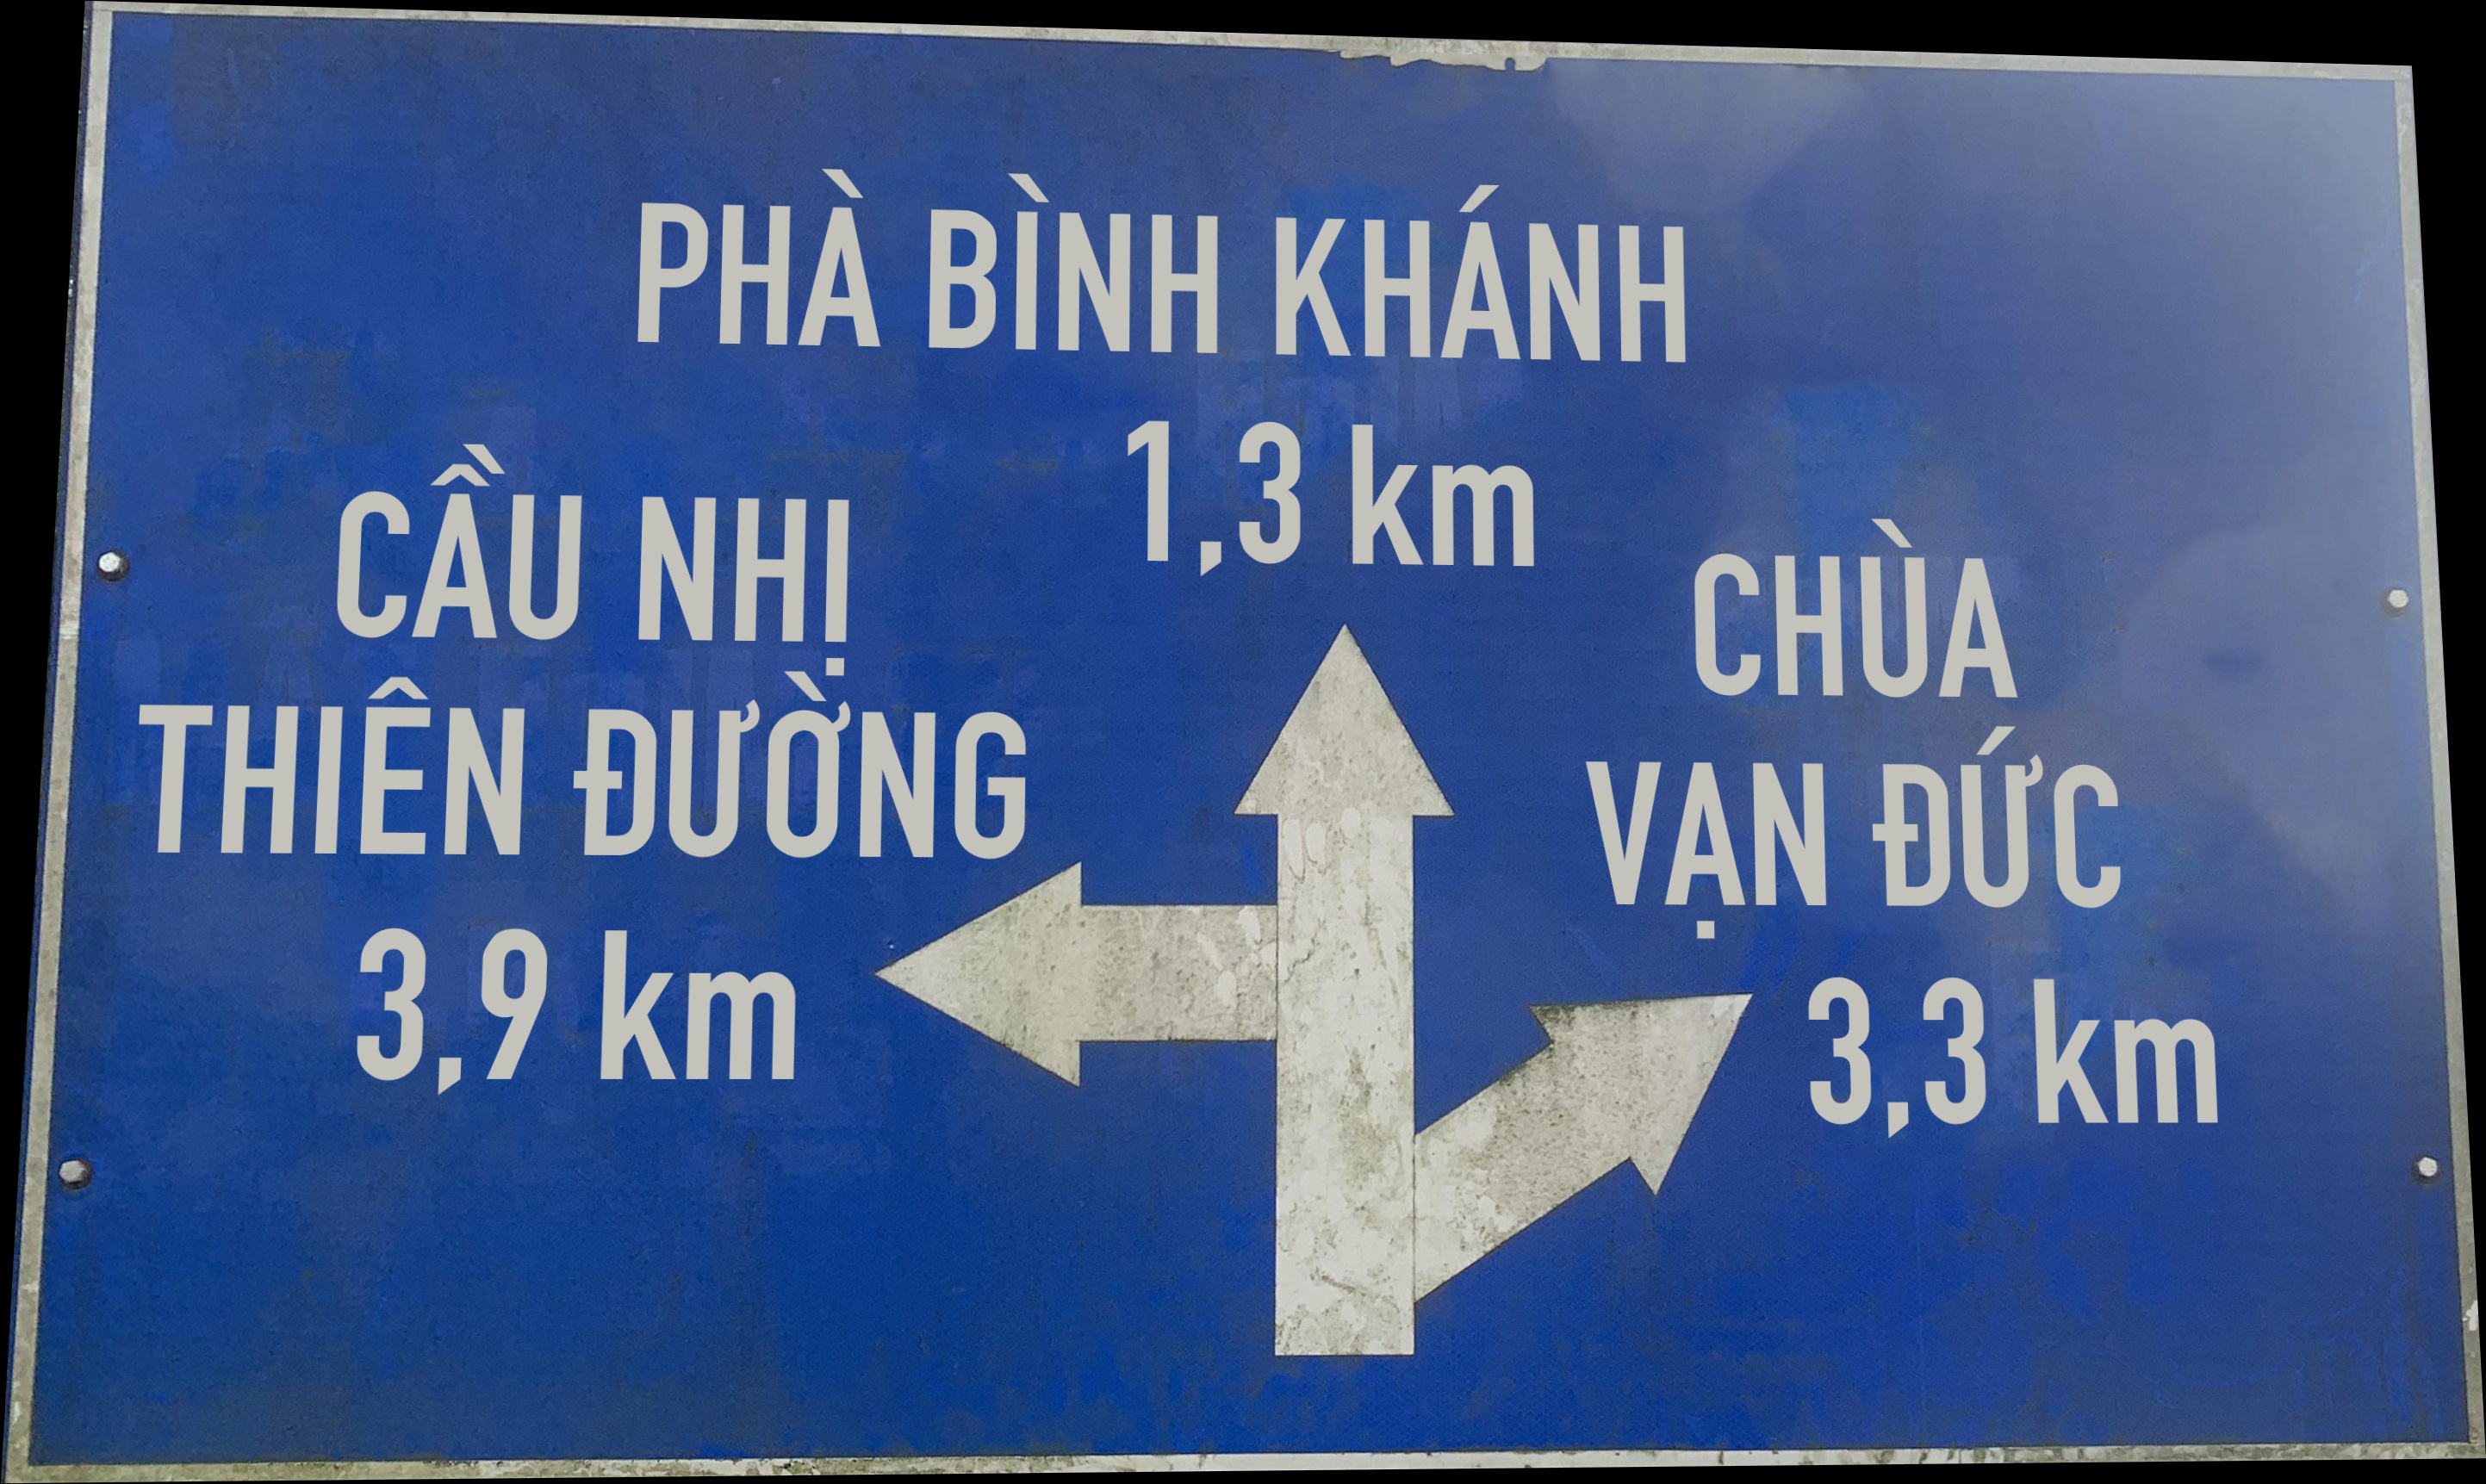 PHÀ BÌNH KHÁNH
1,3 km
CẦU NHỊ
THIÊN ĐƯỜNG
3,9 km
CHÙA
VẠN ĐỨC
3,3 km